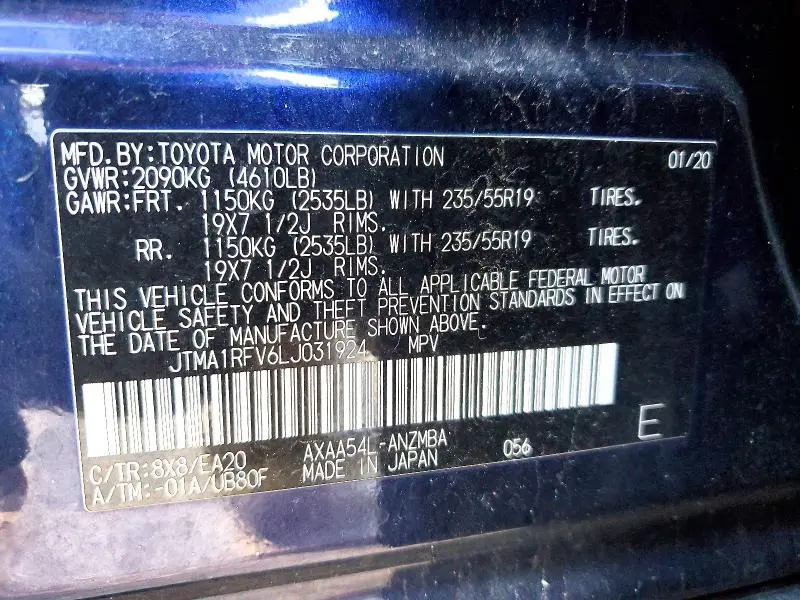 MFD.BY:TOYOTA MOTOR CORPORATION 01/20
GVWR:2090KG (4610LB)
GAWR:FRT. 1150KG (2535LB) WITH 235/55R19 TIRES.
19X7 1/2J RIMS.
RR. 1150KG (2535LB) WITH 235/55R19 TIRES.
19X7 1/2J RIMS.
THIS VEHICLE CONFORMS TO ALL APPLICABLE FEDERAL MOTOR
VEHICLE SAFETY AND THEFT PREVENTION STANDARDS IN EFFECT ON
THE DATE OF MANUFACTURE SHOWN ABOVE.
JTMA1RFV6LJ031924 MPV
E
C/TR:8X8/EA20 AXAA54L-ANZMBA 056
A/TM:-01A/UB80F MADE IN JAPAN